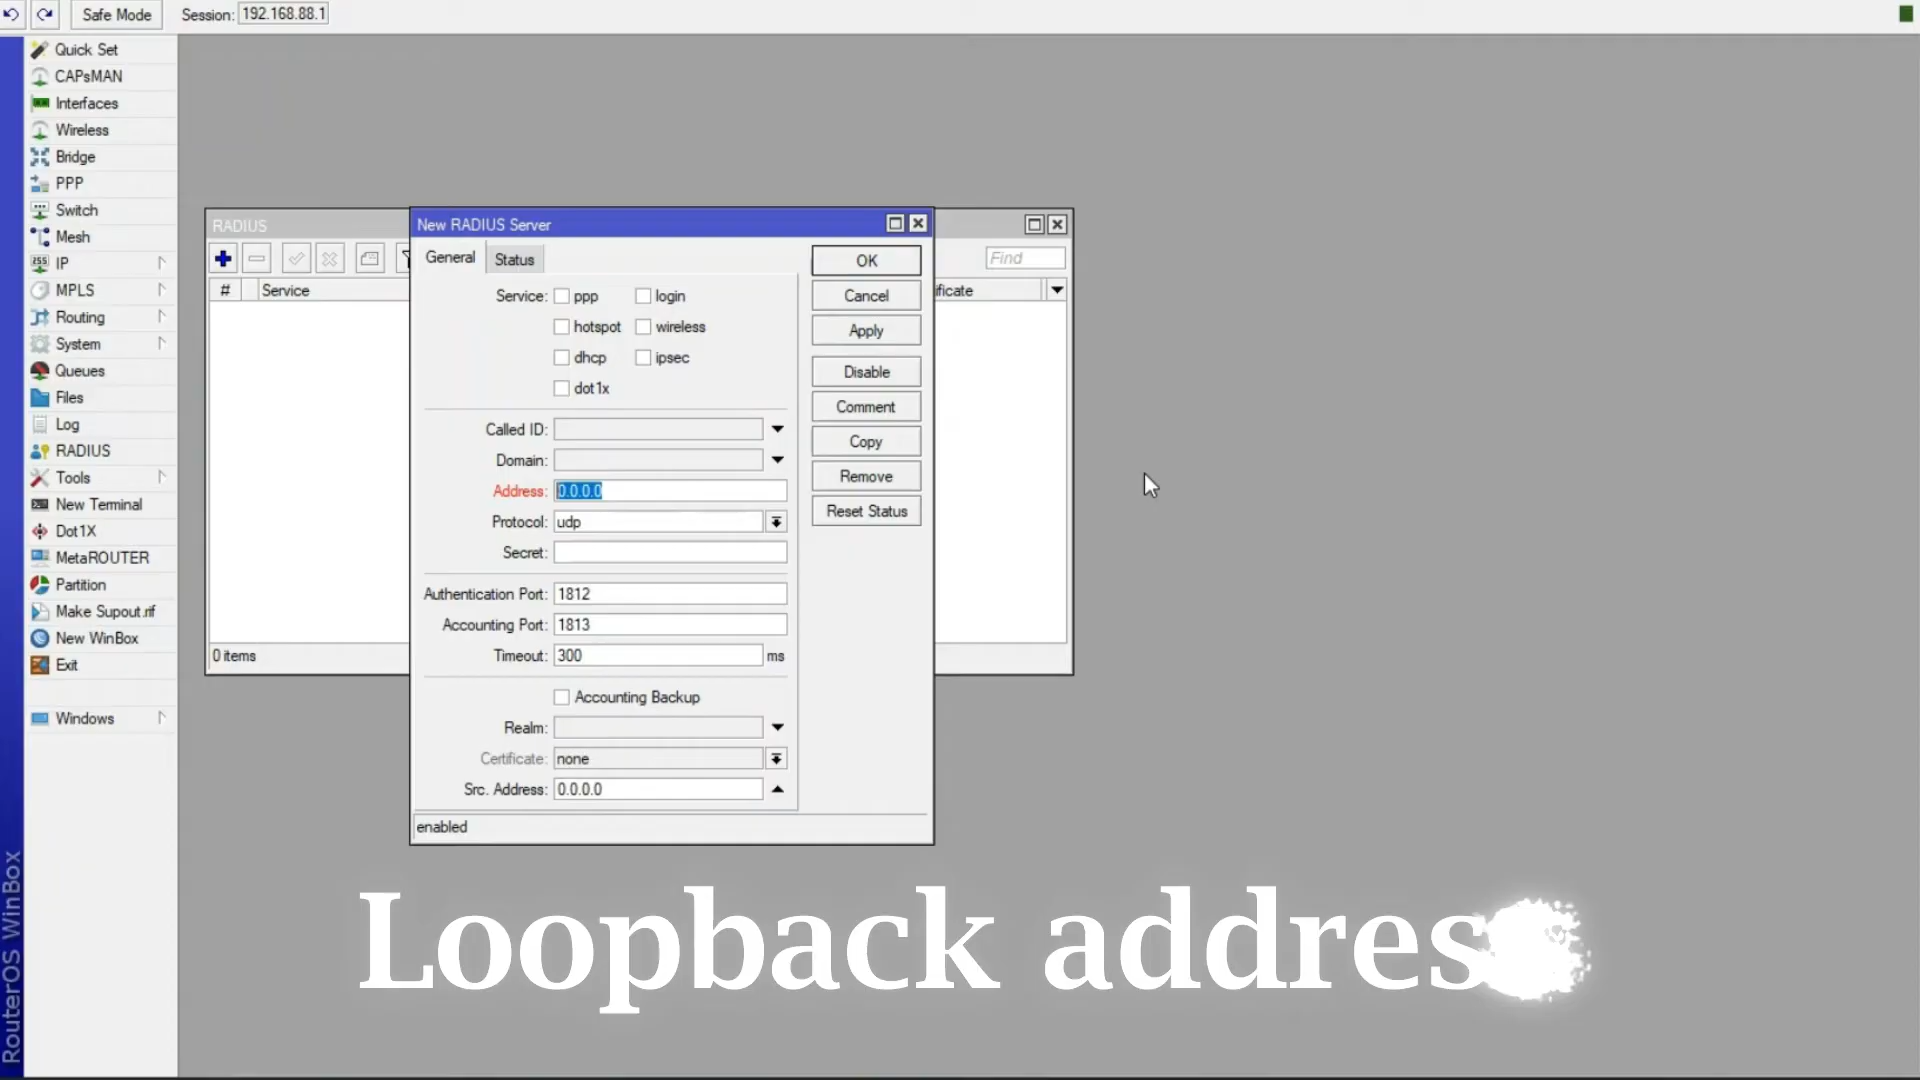 Safe Mode Session: 192.168.88.1
Quick Set
CAPsMAN
Interfaces
Wireless
Bridge
PPP
Switch
Mesh
IP
MPLS
Routing
System
Queues
Files
Log
RADIUS
Tools
New Terminal
Dot1X
MetaROUTER
Partition
Make Supout.rif
New WinBox
Exit
Windows
RouterOS WinBox
RADIUS
Find
# Service
0 items
New RADIUS Server
General Status
Service: ppp login
hotspot wireless
dhcp ipsec
dot1x
Called ID:
Domain:
Address: 0.0.0.0
Protocol: udp
Secret:
Authentication Port: 1812
Accounting Port: 1813
Timeout: 300 ms
Accounting Backup
Realm:
Certificate: none
Src. Address: 0.0.0.0
enabled
OK
Cancel
Apply
Disable
Comment
Copy
Remove
Reset Status
Loopback addres